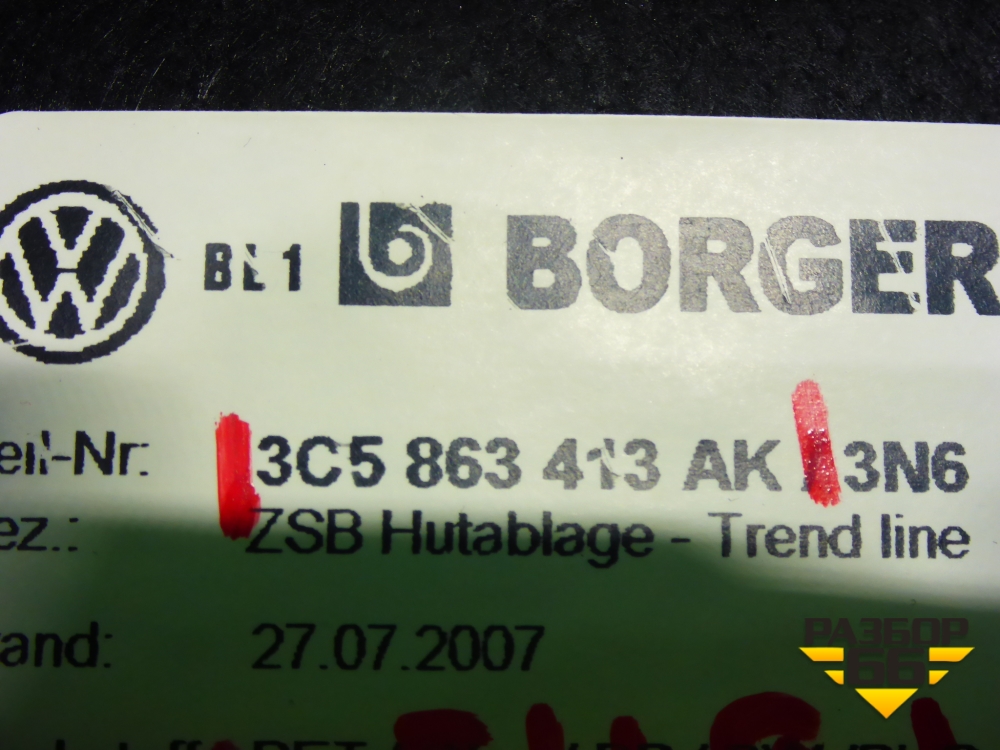 BL1 BORGER
eil-Nr: 3C5 863 413 AK 3N6
ez.: ZSB Hutablage - Trend line
and: 27.07.2007
РАЗБОР
66